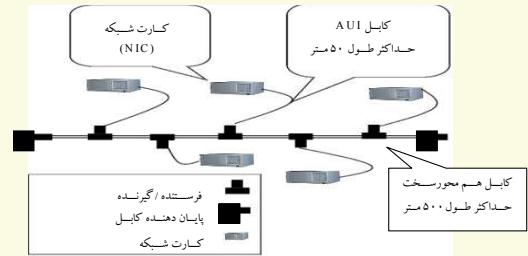 کارت شبکه
(NIC)
کابل AUI
حداکثر طول ۵۰ متر
کابل هم محور سخت
حداکثر طول ۵۰۰ متر
فرستنده / گیرنده
پایان دهنده کابل
کارت شبکه